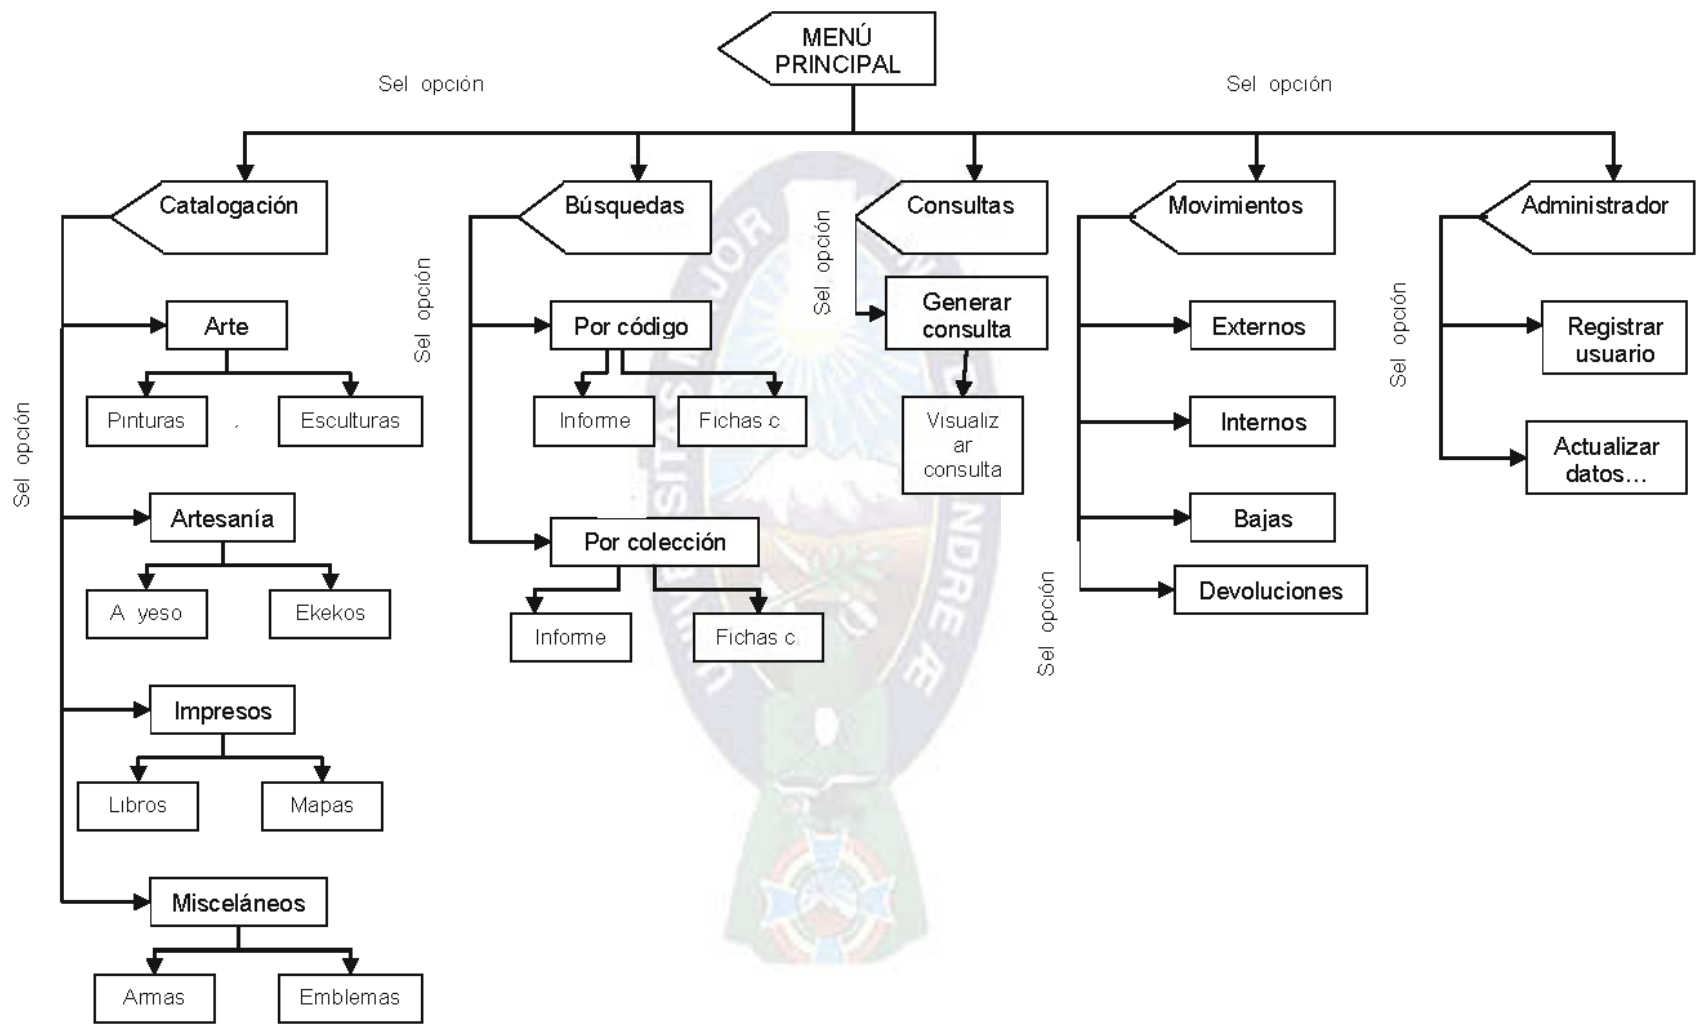 MENÚ
PRINCIPAL
Sel opción
Sel opción
Catalogación
Búsquedas
Consultas
Movimientos
Administrador
Sel opción
Arte
Pinturas
Esculturas
Artesanía
A yeso
Ekekos
Impresos
Libros
Mapas
Misceláneos
Armas
Emblemas
Sel opción
Por código
Informe
Fichas c
Por colección
Informe
Fichas c.
Sel opción
Generar
consulta
Visualiz
ar
consulta
Sel opción
Externos
Internos
Bajas
Devoluciones
Sel opción
Registrar
usuario
Actualizar
datos...